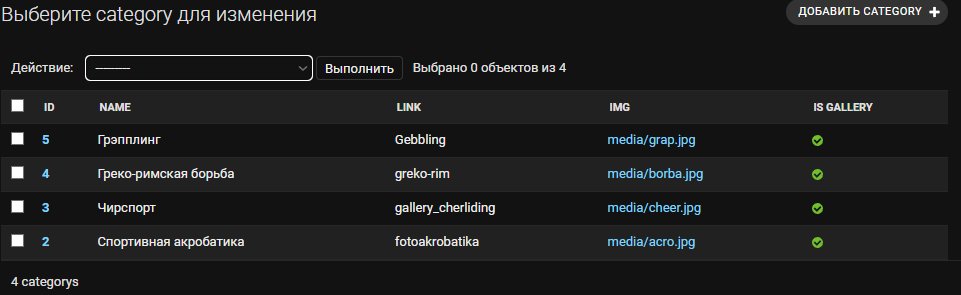 Выберите category для изменения
ДОБАВИТЬ CATEGORY +
Действие: --------- Выполнить Выбрано 0 объектов из 4
ID NAME LINK IMG IS GALLERY
5 Грэпплинг Gebbling media/grap.jpg
4 Греко-римская борьба greko-rim media/borba.jpg
3 Чирспорт gallery_cherliding media/cheer.jpg
2 Спортивная акробатика fotoakrobatika media/acro.jpg
4 categorys